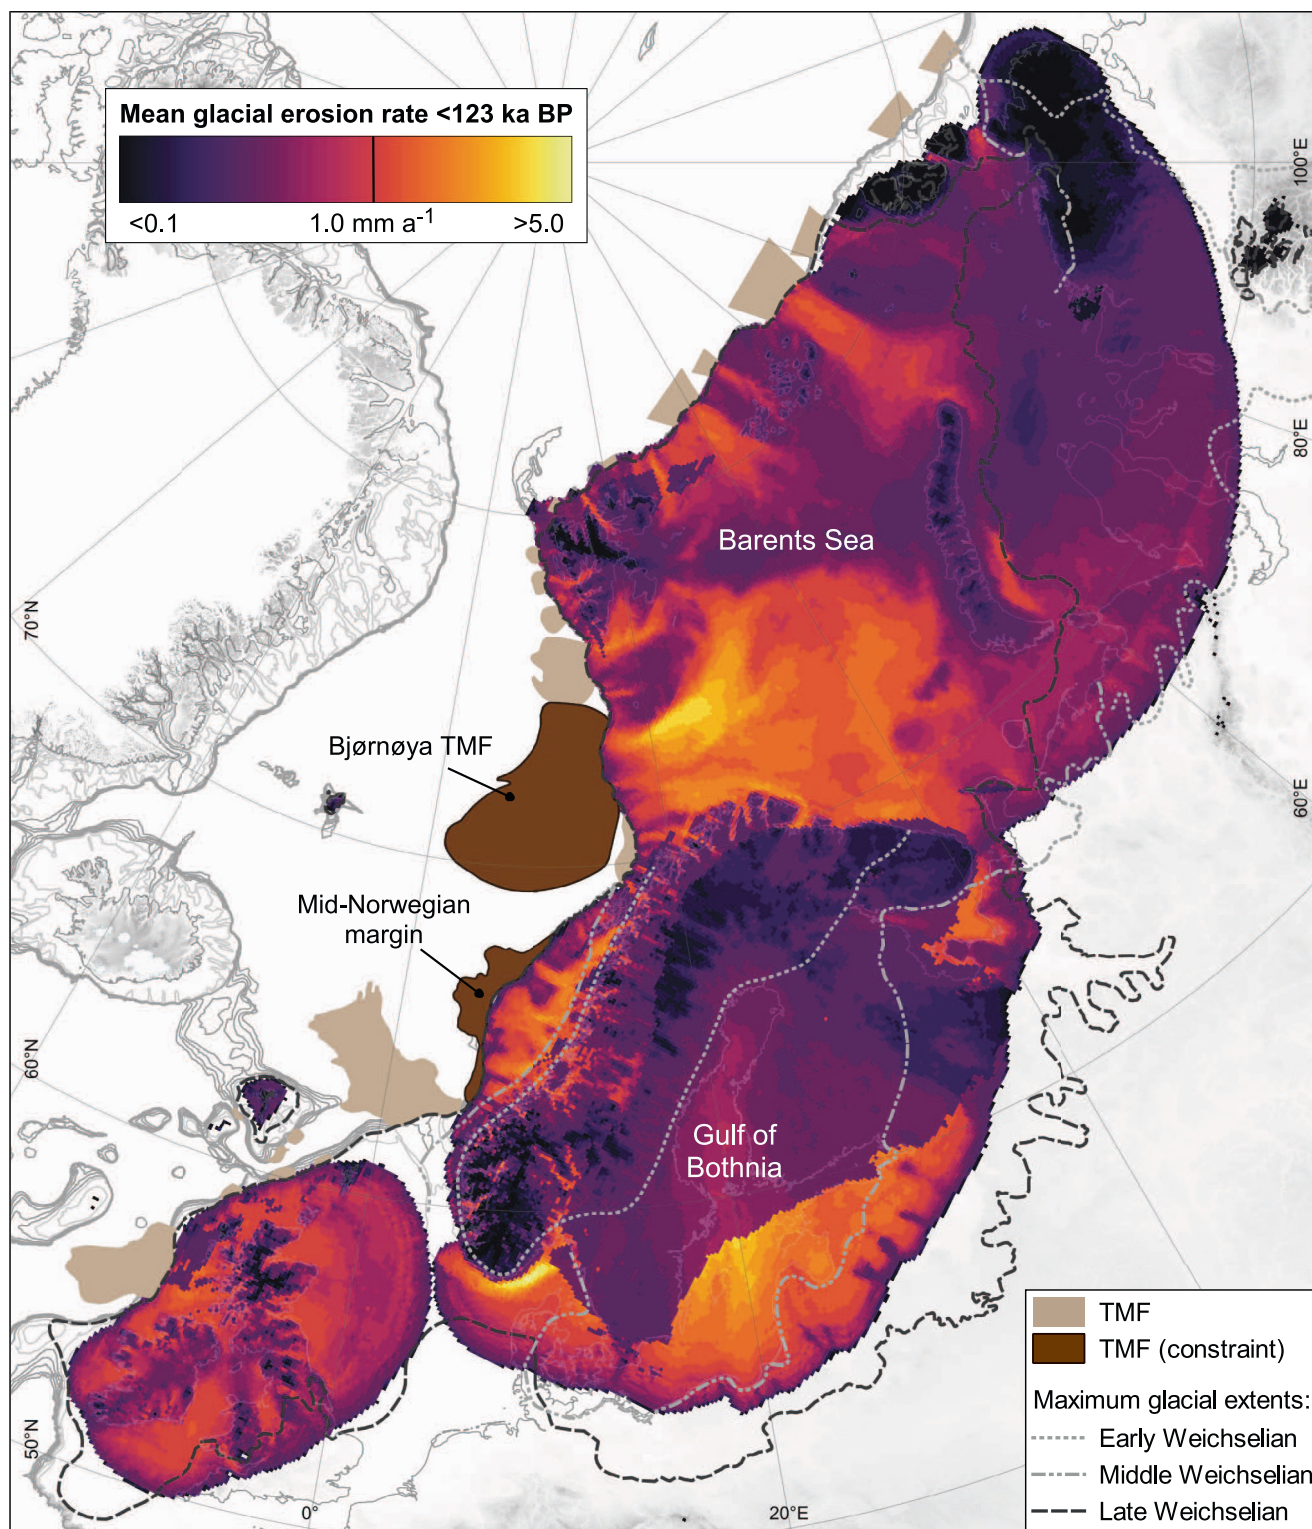 Mean glacial erosion rate <123 ka BP
<0.1
1.0 mm a⁻¹
>5.0
100°E
80°E
Barents Sea
70°N
Bjørnøya TMF
60°E
Mid-Norwegian
margin
60°N
Gulf of
Bothnia
50°N
0°
20°E
TMF
TMF (constraint)
Maximum glacial extents:
Early Weichselian
Middle Weichselian
Late Weichselian